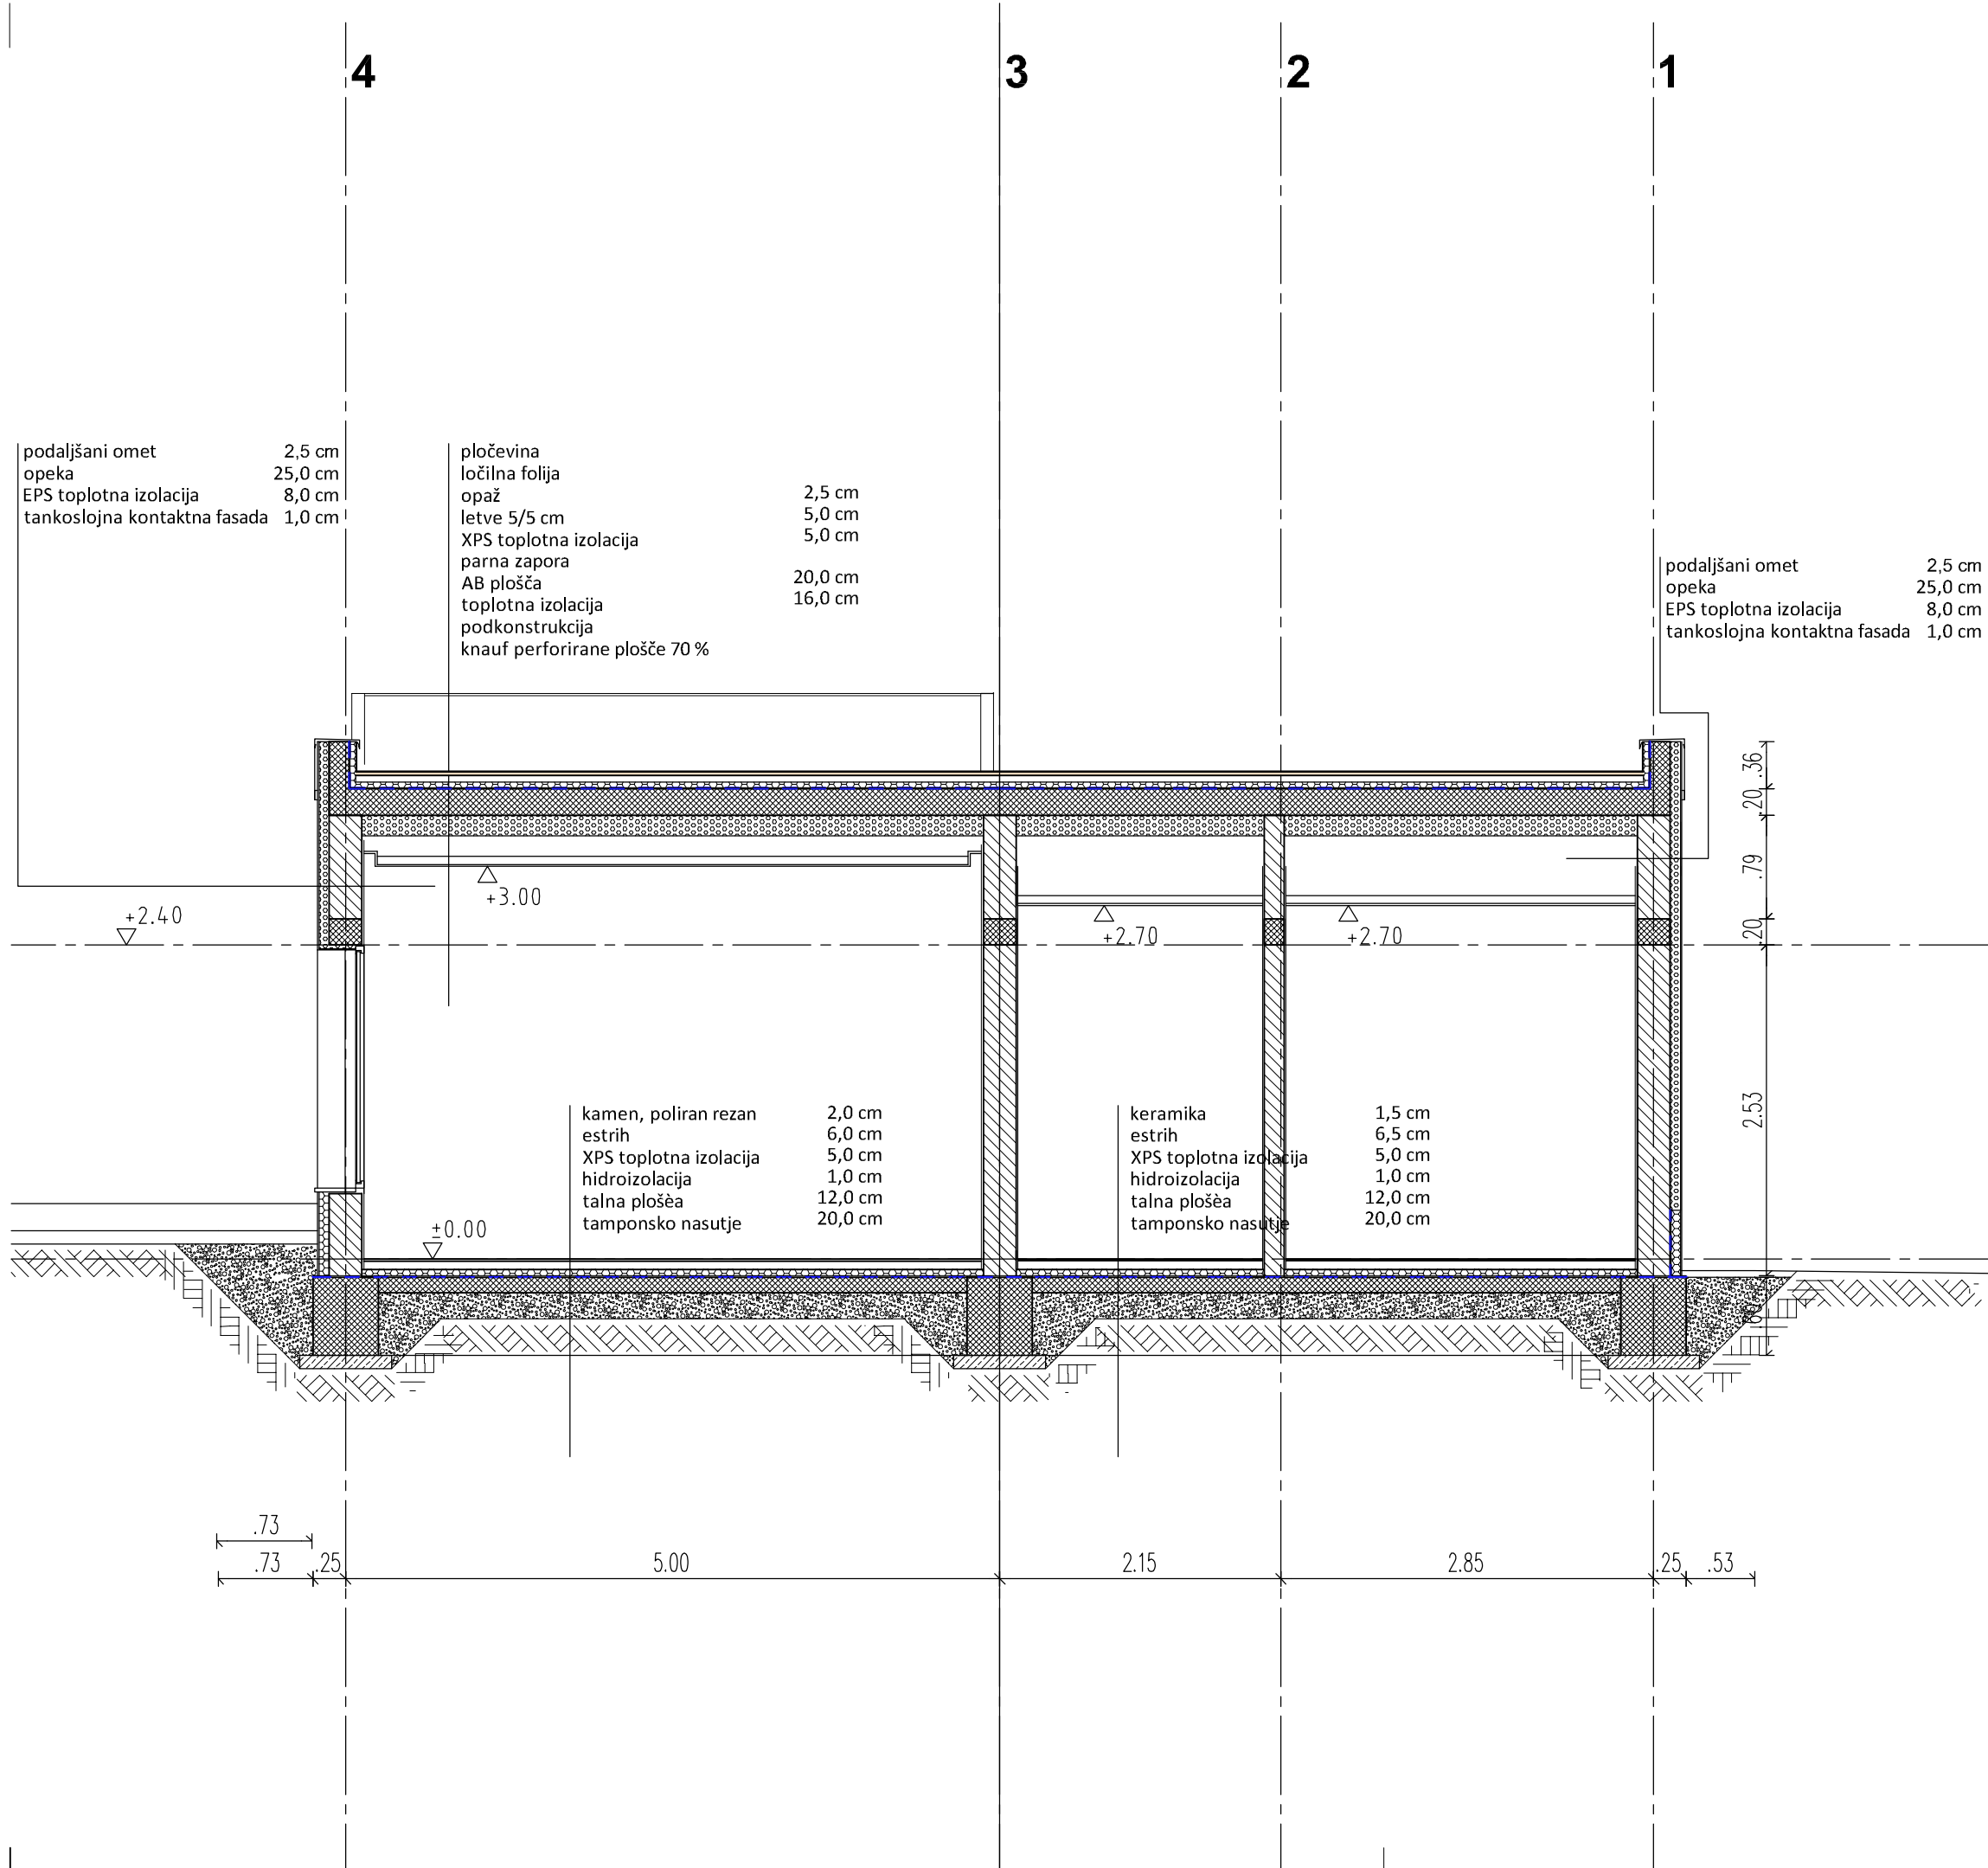 4
3
2
1
podaljšani omet 2,5 cm
opeka 25,0 cm
EPS toplotna izolacija 8,0 cm
tankoslojna kontaktna fasada 1,0 cm
pločevina
ločilna folija
opaž 2,5 cm
letve 5/5 cm 5,0 cm
XPS toplotna izolacija 5,0 cm
parna zapora
AB plošča 20,0 cm
toplotna izolacija 16,0 cm
podkonstrukcija
knauf perforirane plošče 70 %
podaljšani omet 2,5 cm
opeka 25,0 cm
EPS toplotna izolacija 8,0 cm
tankoslojna kontaktna fasada 1,0 cm
.36
.20
.79
.20
2.53
+3.00
+2.40
+2.70
+2.70
kamen, poliran rezan 2,0 cm
estrih 6,0 cm
XPS toplotna izolacija 5,0 cm
hidroizolacija 1,0 cm
talna plošèa 12,0 cm
tamponsko nasutje 20,0 cm
keramika 1,5 cm
estrih 6,5 cm
XPS toplotna izolacija 5,0 cm
hidroizolacija 1,0 cm
talna plošèa 12,0 cm
tamponsko nasutje 20,0 cm
±0.00
.73
.73 .25 5.00 2.15 2.85 .25 .53